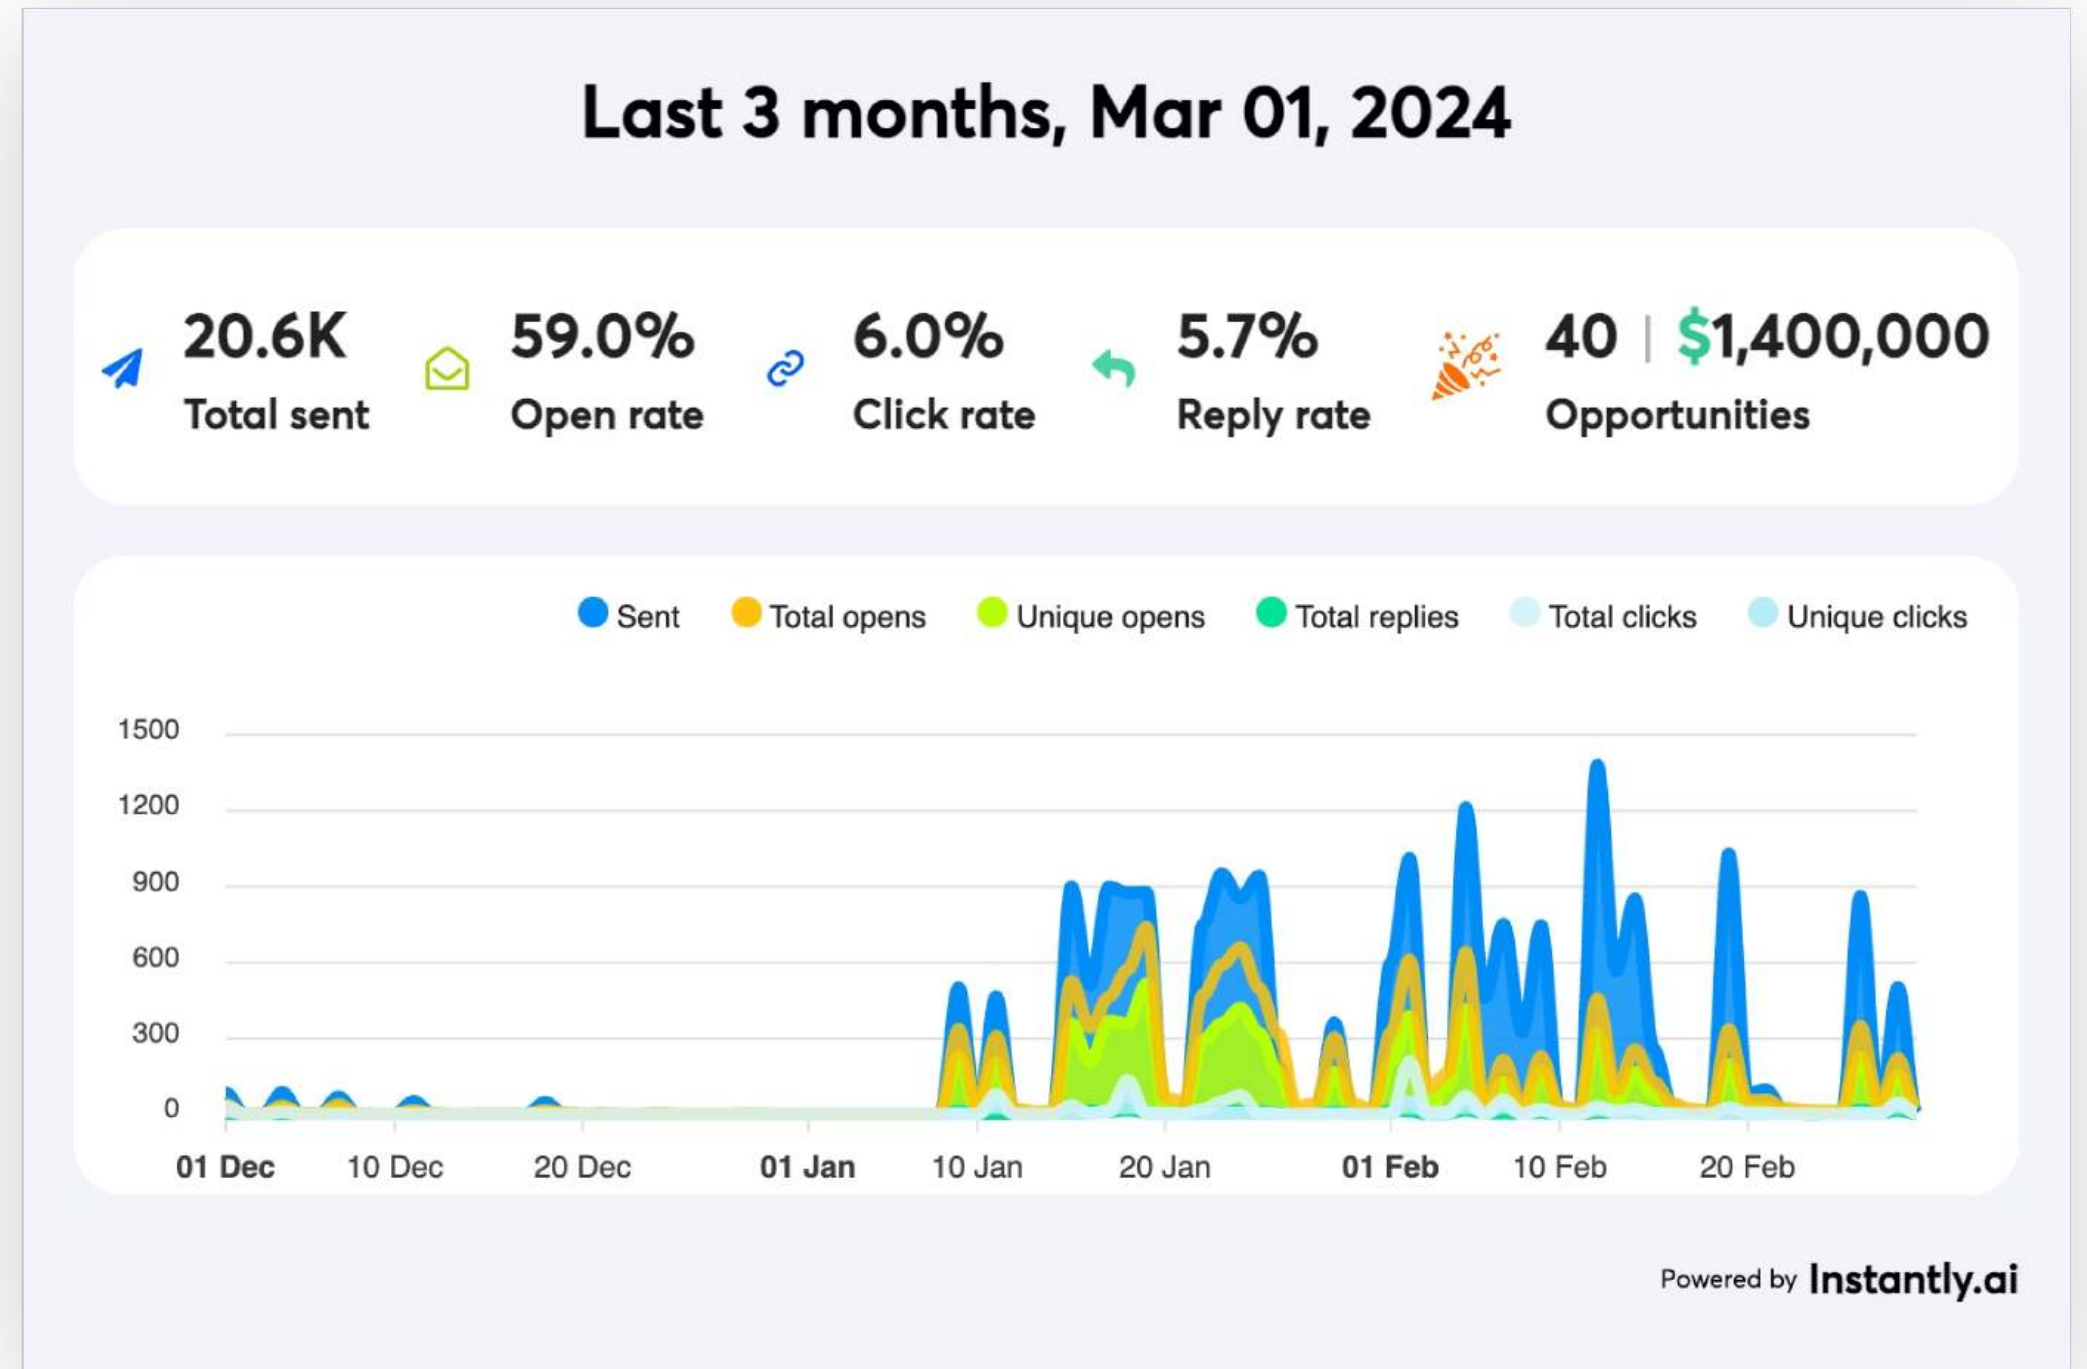 Last 3 months, Mar 01, 2024
20.6K
Total sent
59.0%
Open rate
6.0%
Click rate
5.7%
Reply rate
40 | $1,400,000
Opportunities
Sent Total opens Unique opens Total replies Total clicks Unique clicks
1500
1200
900
600
300
0
01 Dec 10 Dec 20 Dec 01 Jan 10 Jan 20 Jan 01 Feb 10 Feb 20 Feb
Powered by Instantly.ai